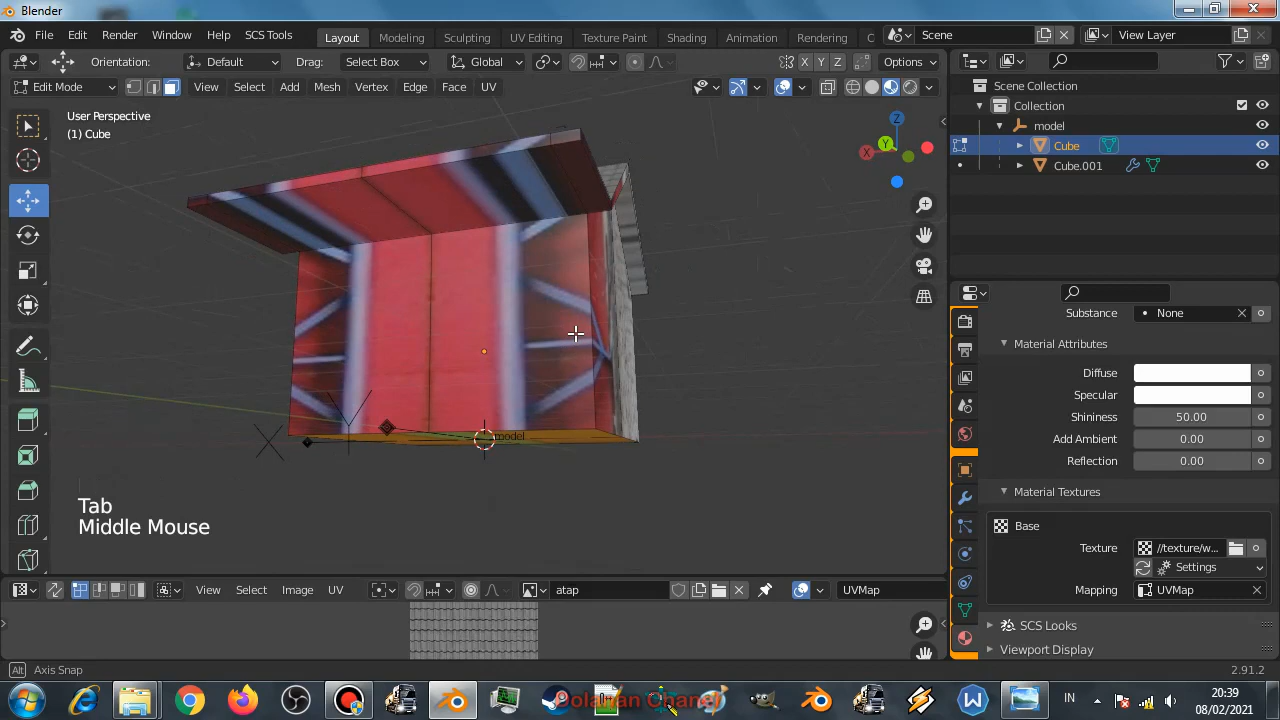 Blender
File Edit Render Window Help SCS Tools
Layout Modeling Sculpting UV Editing Texture Paint Shading Animation Rendering C
Scene
View Layer
Orientation: Default Drag: Select Box Global X Y Z Options
Edit Mode View Select Add Mesh Vertex Edge Face UV
User Perspective
(1) Cube
Z
Y
X
model
Tab
Middle Mouse
Scene Collection
Collection
model
Cube
Cube.001
Substance • None
Material Attributes
Diffuse
Specular
Shininess 50.00
Add Ambient 0.00
Reflection 0.00
Material Textures
Base
Texture //texture/w...
Settings
Mapping UVMap
SCS Looks
Viewport Display
View Select Image UV atap UVMap
Alt Axis Snap
2.91.2
Dolanan Chanel
IN
20:39
08/02/2021